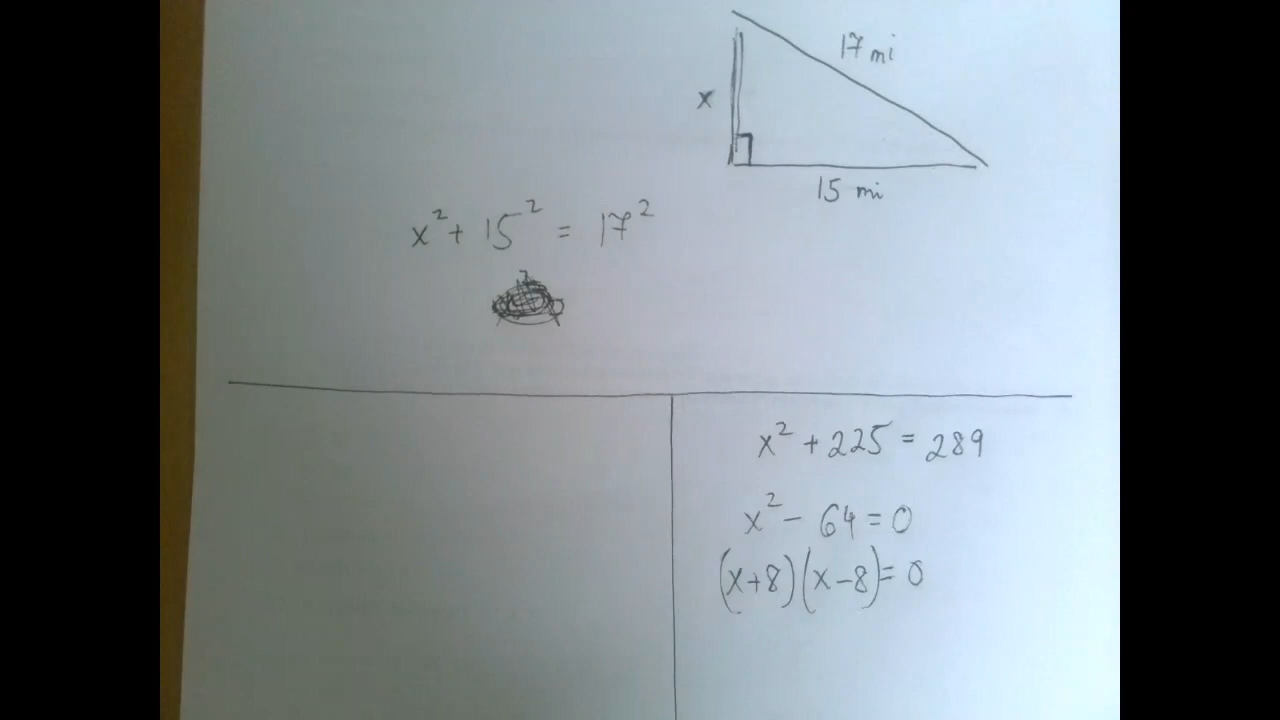 17 mi
x
15 mi
x² + 15² = 17²
x² + 225 = 289
x² - 64 = 0
(x+8)(x-8) = 0